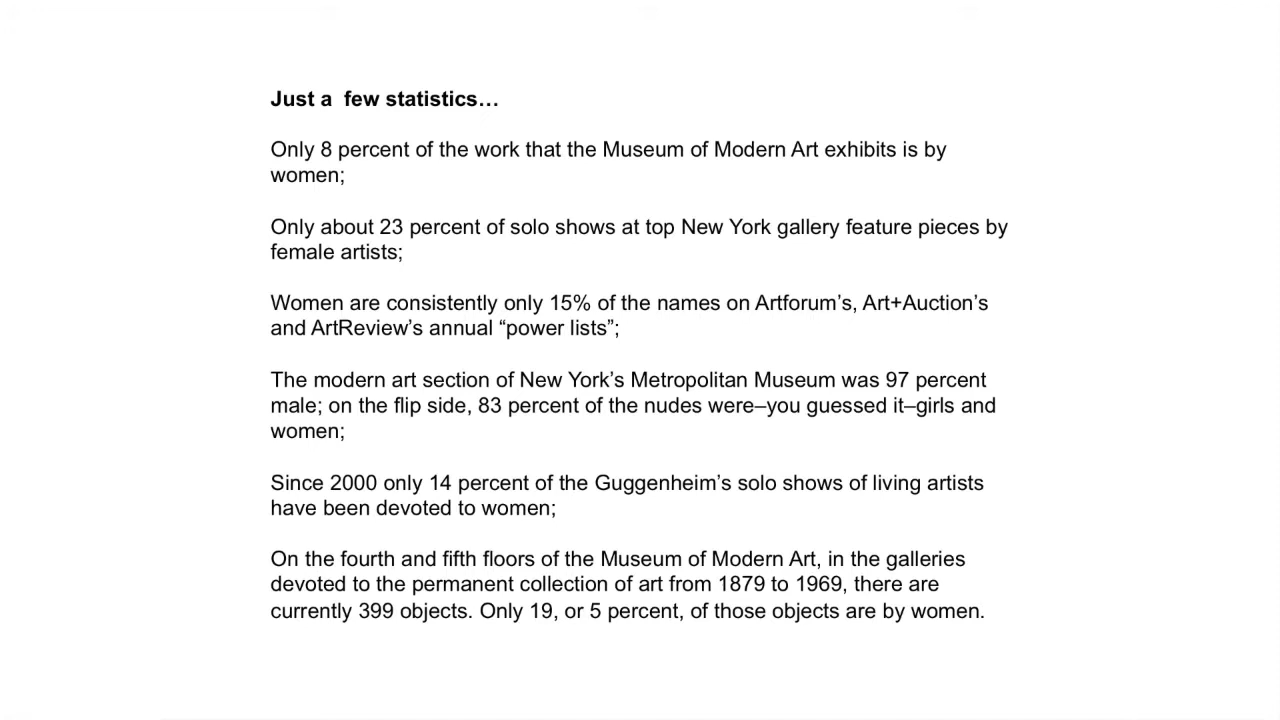 Just a  few statistics…
Only 8 percent of the work that the Museum of Modern Art exhibits is by
women;
Only about 23 percent of solo shows at top New York gallery feature pieces by
female artists;
Women are consistently only 15% of the names on Artforum’s, Art+Auction’s
and ArtReview’s annual “power lists”;
The modern art section of New York’s Metropolitan Museum was 97 percent
male; on the flip side, 83 percent of the nudes were–you guessed it–girls and
women;
Since 2000 only 14 percent of the Guggenheim’s solo shows of living artists
have been devoted to women;
On the fourth and fifth floors of the Museum of Modern Art, in the galleries
devoted to the permanent collection of art from 1879 to 1969, there are
currently 399 objects. Only 19, or 5 percent, of those objects are by women.